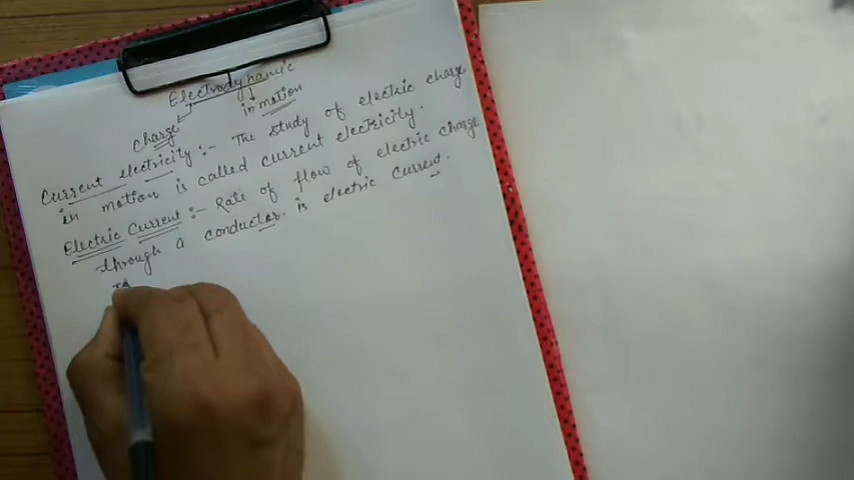 Electrodynamic
Charge in motion
Current electricity :- The study of electric charge
in motion is called current electricity.
Electric Current :- Rate of flow of electric charge
through a conductor. is electric current.